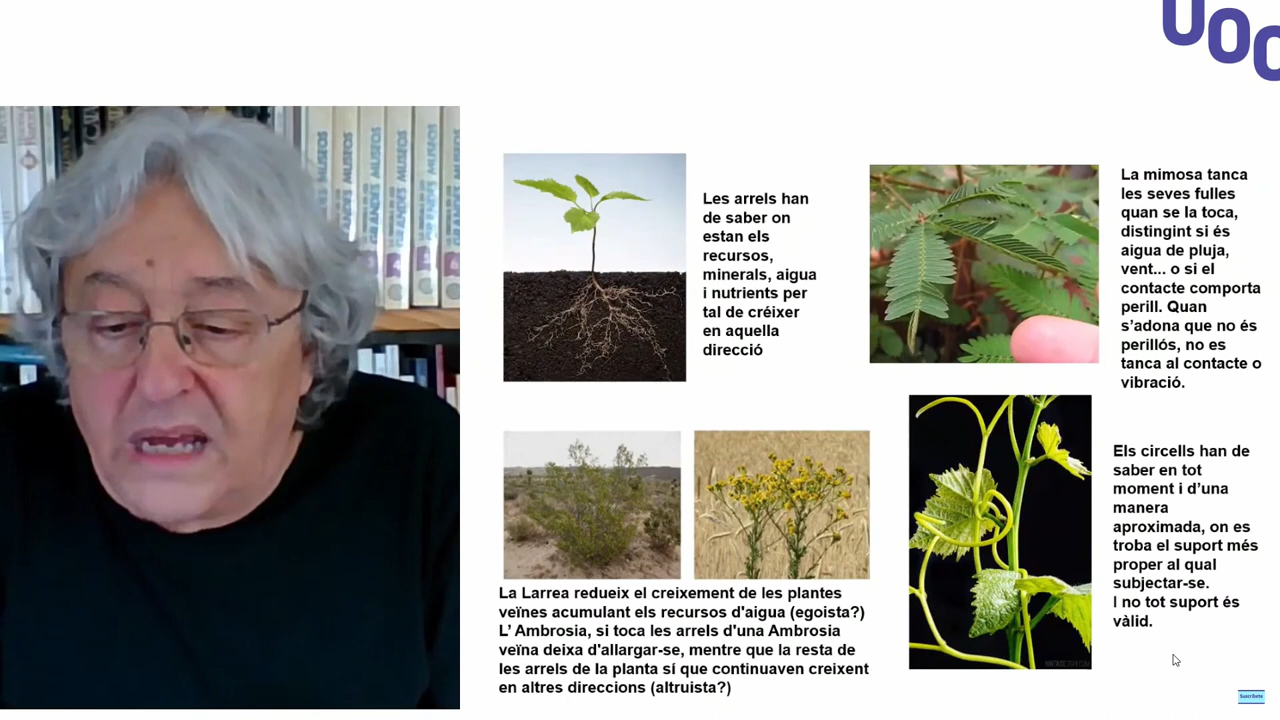 UOC
MUSEOS
MUSEOS
MUSEOS
MUSEOS
Les arrels han
de saber on
estan els
recursos,
minerals, aigua
i nutrients per
tal de créixer
en aquella
direcció
La mimosa tanca
les seves fulles
quan se la toca,
distingint si és
aigua de pluja,
vent... o si el
contacte comporta
perill. Quan
s'adona que no és
perillós, no es
tanca al contacte o
vibració.
La Larrea redueix el creixement de les plantes
veïnes acumulant els recursos d'aigua (egoista?)
L' Ambrosia, si toca les arrels d'una Ambrosia
veïna deixa d'allargar-se, mentre que la resta de
les arrels de la planta sí que continuaven creixent
en altres direccions (altruista?)
Els circells han de
saber en tot
moment i d'una
manera
aproximada, on es
troba el suport més
proper al qual
subjectar-se.
I no tot suport és
vàlid.
Suscríbete